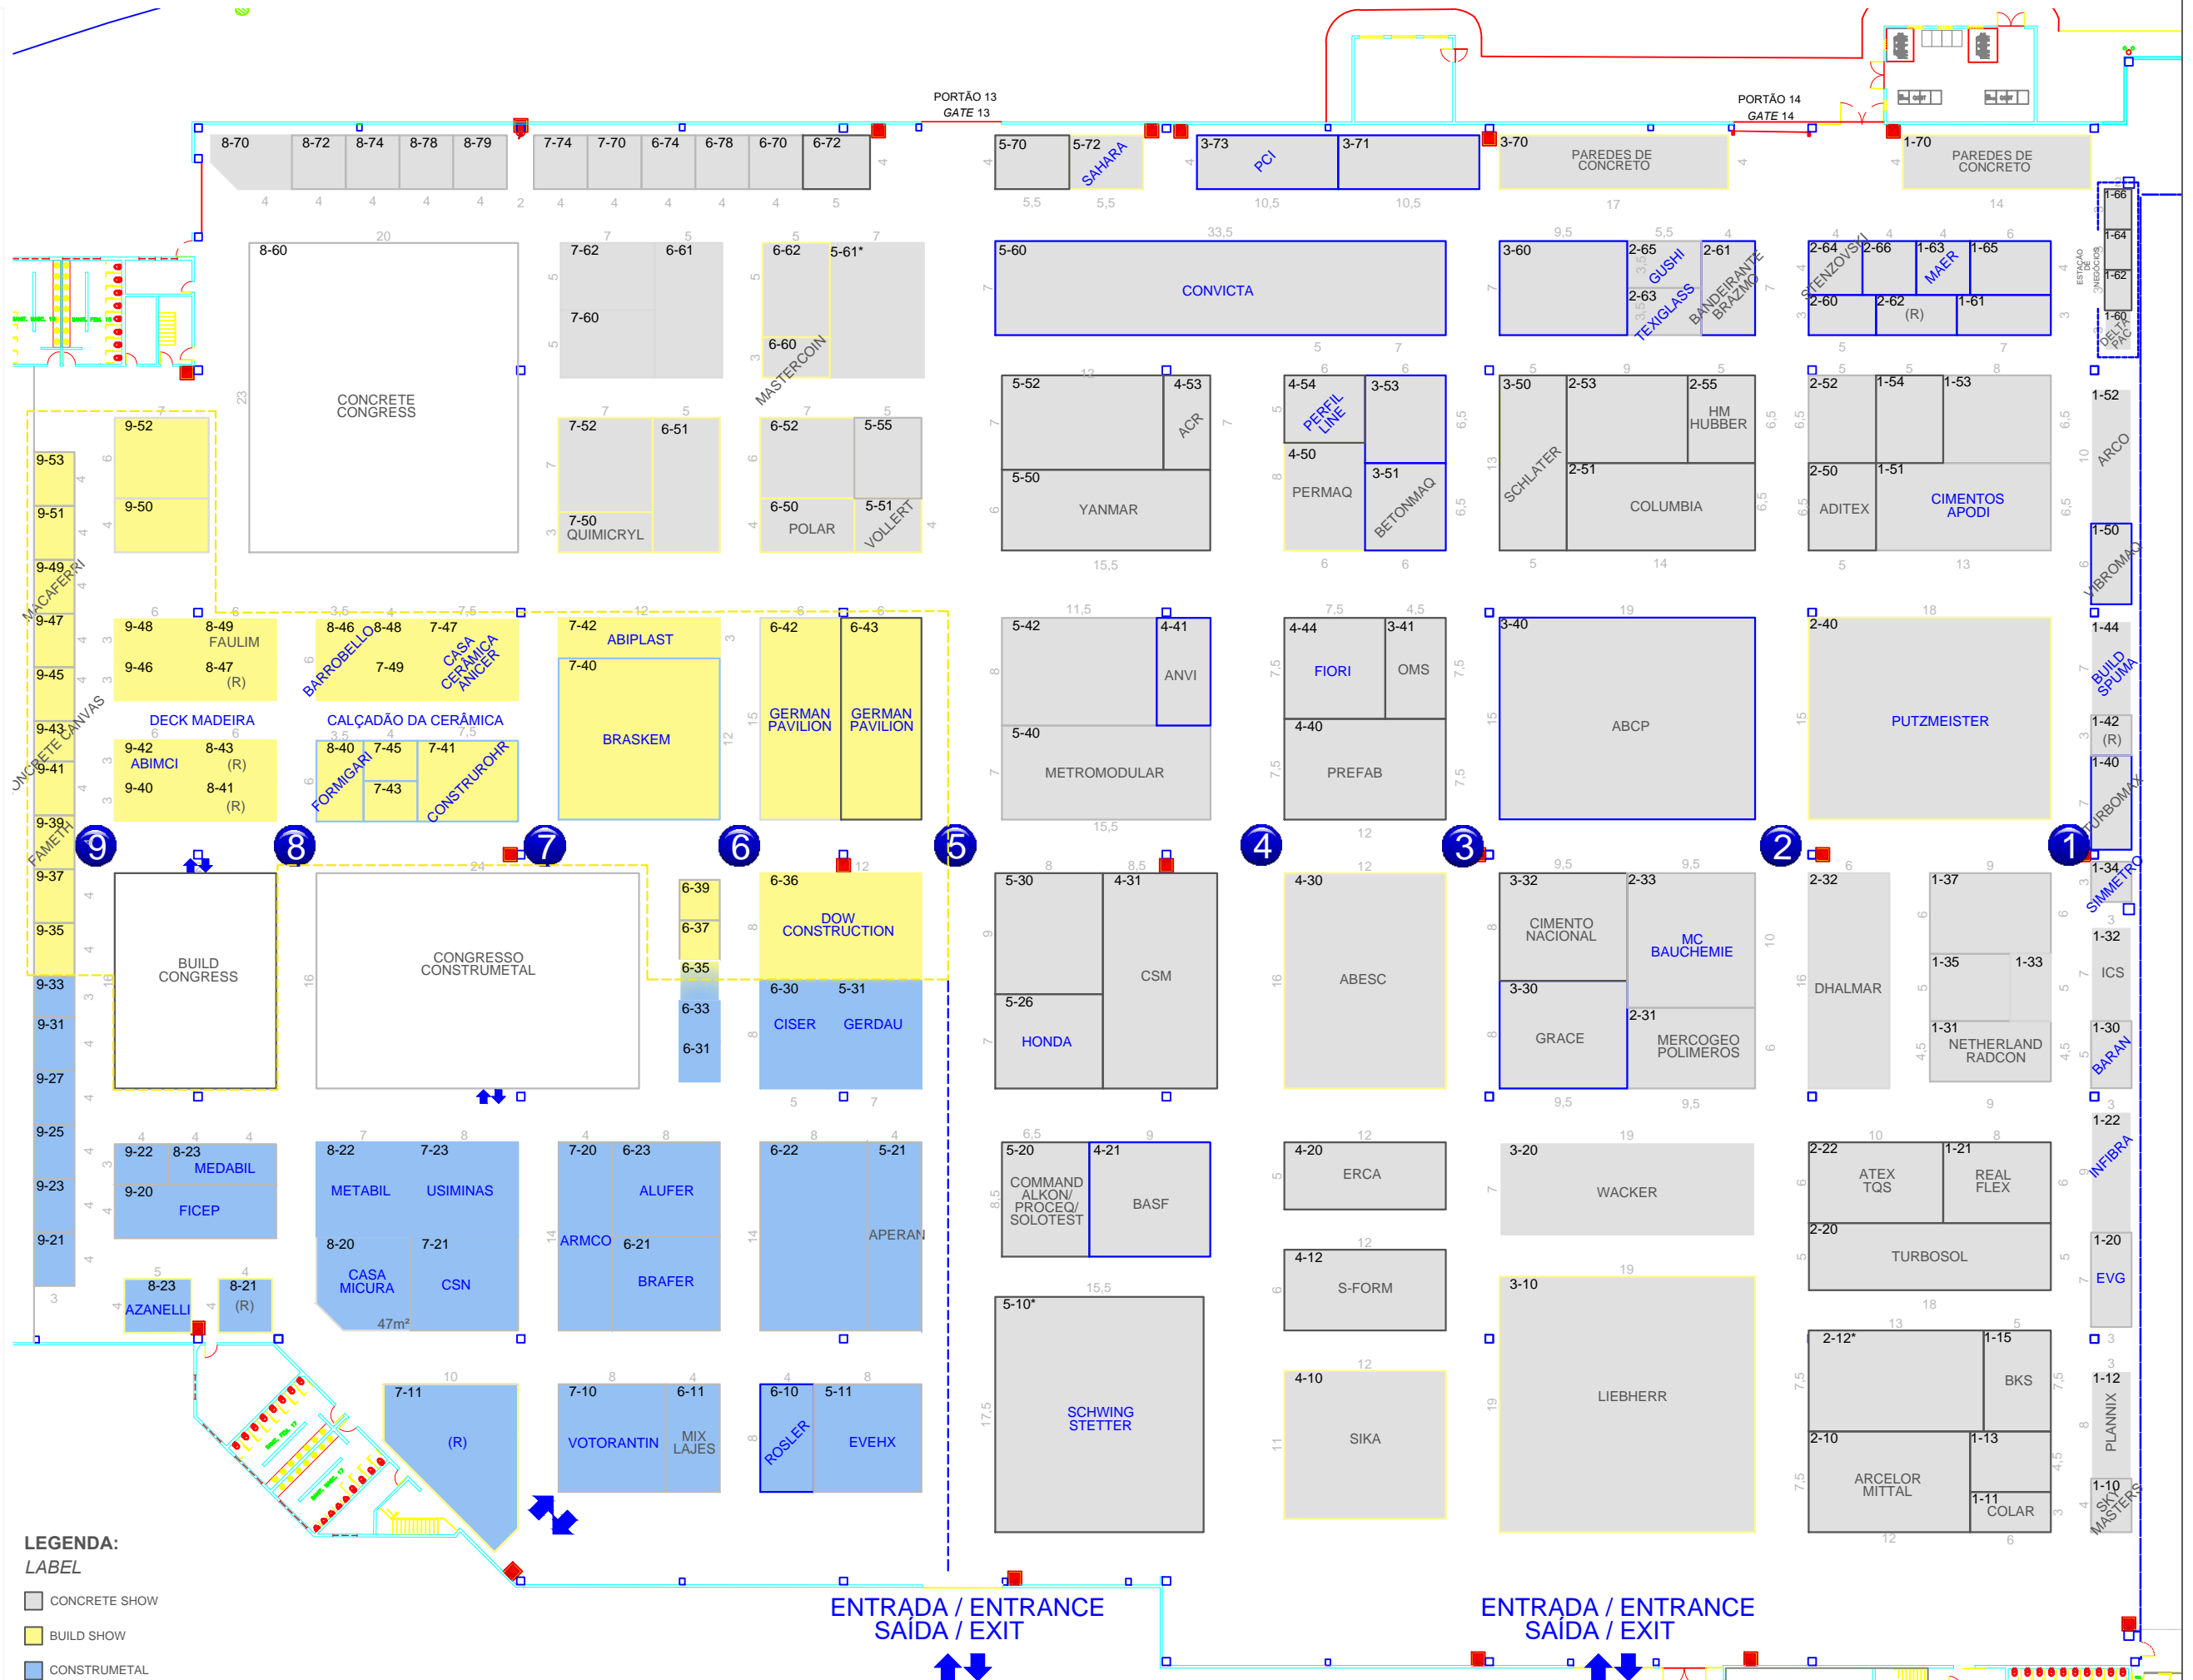 PORTÃO 13
GATE 13
PORTÃO 14
GATE 14
8-70
8-72
8-74
8-78
8-79
7-74
7-70
6-74
6-78
6-70
6-72
5-70
5-72
SAHARA
3-73
PCI
3-71
3-70
PAREDES DE
CONCRETO
1-70
PAREDES DE
CONCRETO
8-60
CONCRETE
CONGRESS
7-62
6-61
7-60
6-62
5-61*
6-60
MASTERCOIN
5-60
CONVICTA
3-60
2-65
GUSHI
2-63
TEXIGLASS
2-61
BANDEIRANTE
BRAZMO
2-64
STENZOVSKI
2-66
1-63
MAER
1-65
2-60
2-62
(R)
1-61
ESTAÇÃO
DE
NEGÓCIOS
1-66
1-64
1-62
1-60
DELTA
PAC
9-52
9-50
7-52
6-51
7-50
QUIMICRYL
6-52
5-55
6-50
POLAR
5-51
VOLLERT
5-52
4-53
ACR
5-50
YANMAR
4-54
PERFIL
LINE
3-53
4-50
PERMAQ
3-51
BETONMAQ
3-50
SCHLATER
2-53
2-55
HM
HUBBER
2-51
COLUMBIA
2-52
1-54
1-53
2-50
ADITEX
1-51
CIMENTOS
APODI
1-52
ARCO
1-50
VIBROMAQ
9-53
9-51
9-49
MACAFERRI
9-47
9-45
9-43
9-41
9-39
FAMETH
9-37
9-35
9-33
9-31
9-27
9-25
9-23
9-21
9-48
8-49
FAULIM
9-46
8-47
(R)
DECK MADEIRA
9-42
ABIMCI
8-43
(R)
9-40
8-41
(R)
8-46
BARROBELLO
8-48
7-49
7-47
CASA
CERÂMICA
ANICER
CALÇADÃO DA CERÂMICA
8-40
FORMIGARI
7-45
7-43
7-41
CONSTRUROHR
7-42
ABIPLAST
7-40
BRASKEM
6-42
GERMAN
PAVILION
6-43
GERMAN
PAVILION
5-42
4-41
ANVI
5-40
METROMODULAR
4-44
FIORI
3-41
OMS
4-40
PREFAB
3-40
ABCP
2-40
PUTZMEISTER
1-44
BUILD
SPUMA
1-42
(R)
1-40
TURBOMAX
9
8
7
6
5
4
3
2
1
BUILD
CONGRESS
CONGRESSO
CONSTRUMETAL
6-39
6-37
6-35
6-33
6-31
6-36
DOW
CONSTRUCTION
6-30
CISER
5-31
GERDAU
5-30
4-31
CSM
5-26
HONDA
4-30
ABESC
3-32
CIMENTO
NACIONAL
2-33
MC
BAUCHEMIE
3-30
GRACE
2-31
MERCOGEO
POLIMEROS
2-32
DHALMAR
1-37
1-35
1-33
1-31
NETHERLAND
RADCON
1-34
SIMMETRO
1-32
ICS
1-30
BARAN
9-22
8-23
MEDABIL
9-20
FICEP
8-23
AZANELLI
8-21
(R)
8-22
METABIL
7-23
USIMINAS
8-20
CASA
MICURA
47m²
7-21
CSN
7-20
ARMCO
6-23
ALUFER
6-21
BRAFER
6-22
5-21
APERAN
5-20
COMMAND
ALKON/
PROCEQ/
SOLOTEST
4-21
BASF
4-20
ERCA
4-12
S-FORM
3-20
WACKER
2-22
ATEX
TQS
1-21
REAL
FLEX
2-20
TURBOSOL
1-22
INFIBRA
1-20
EVG
7-11
(R)
7-10
VOTORANTIN
6-11
MIX
LAJES
6-10
ROSLER
5-11
EVEHX
5-10*
SCHWING
STETTER
4-10
SIKA
3-10
LIEBHERR
2-12*
1-15
BKS
2-10
ARCELOR
MITTAL
1-13
1-11
COLAR
1-12
PLANNIX
1-10
SKY
MASTERS
LEGENDA:
LABEL
CONCRETE SHOW
BUILD SHOW
CONSTRUMETAL
ENTRADA / ENTRANCE
SAÍDA / EXIT
ENTRADA / ENTRANCE
SAÍDA / EXIT